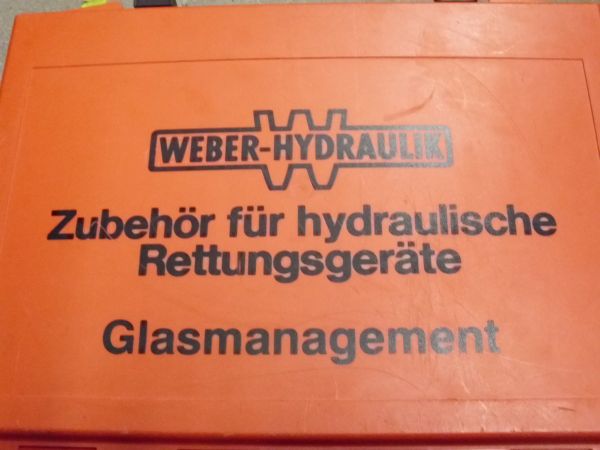 WEBER-HYDRAULIK
Zubehör für hydraulische
Rettungsgeräte
Glasmanagement